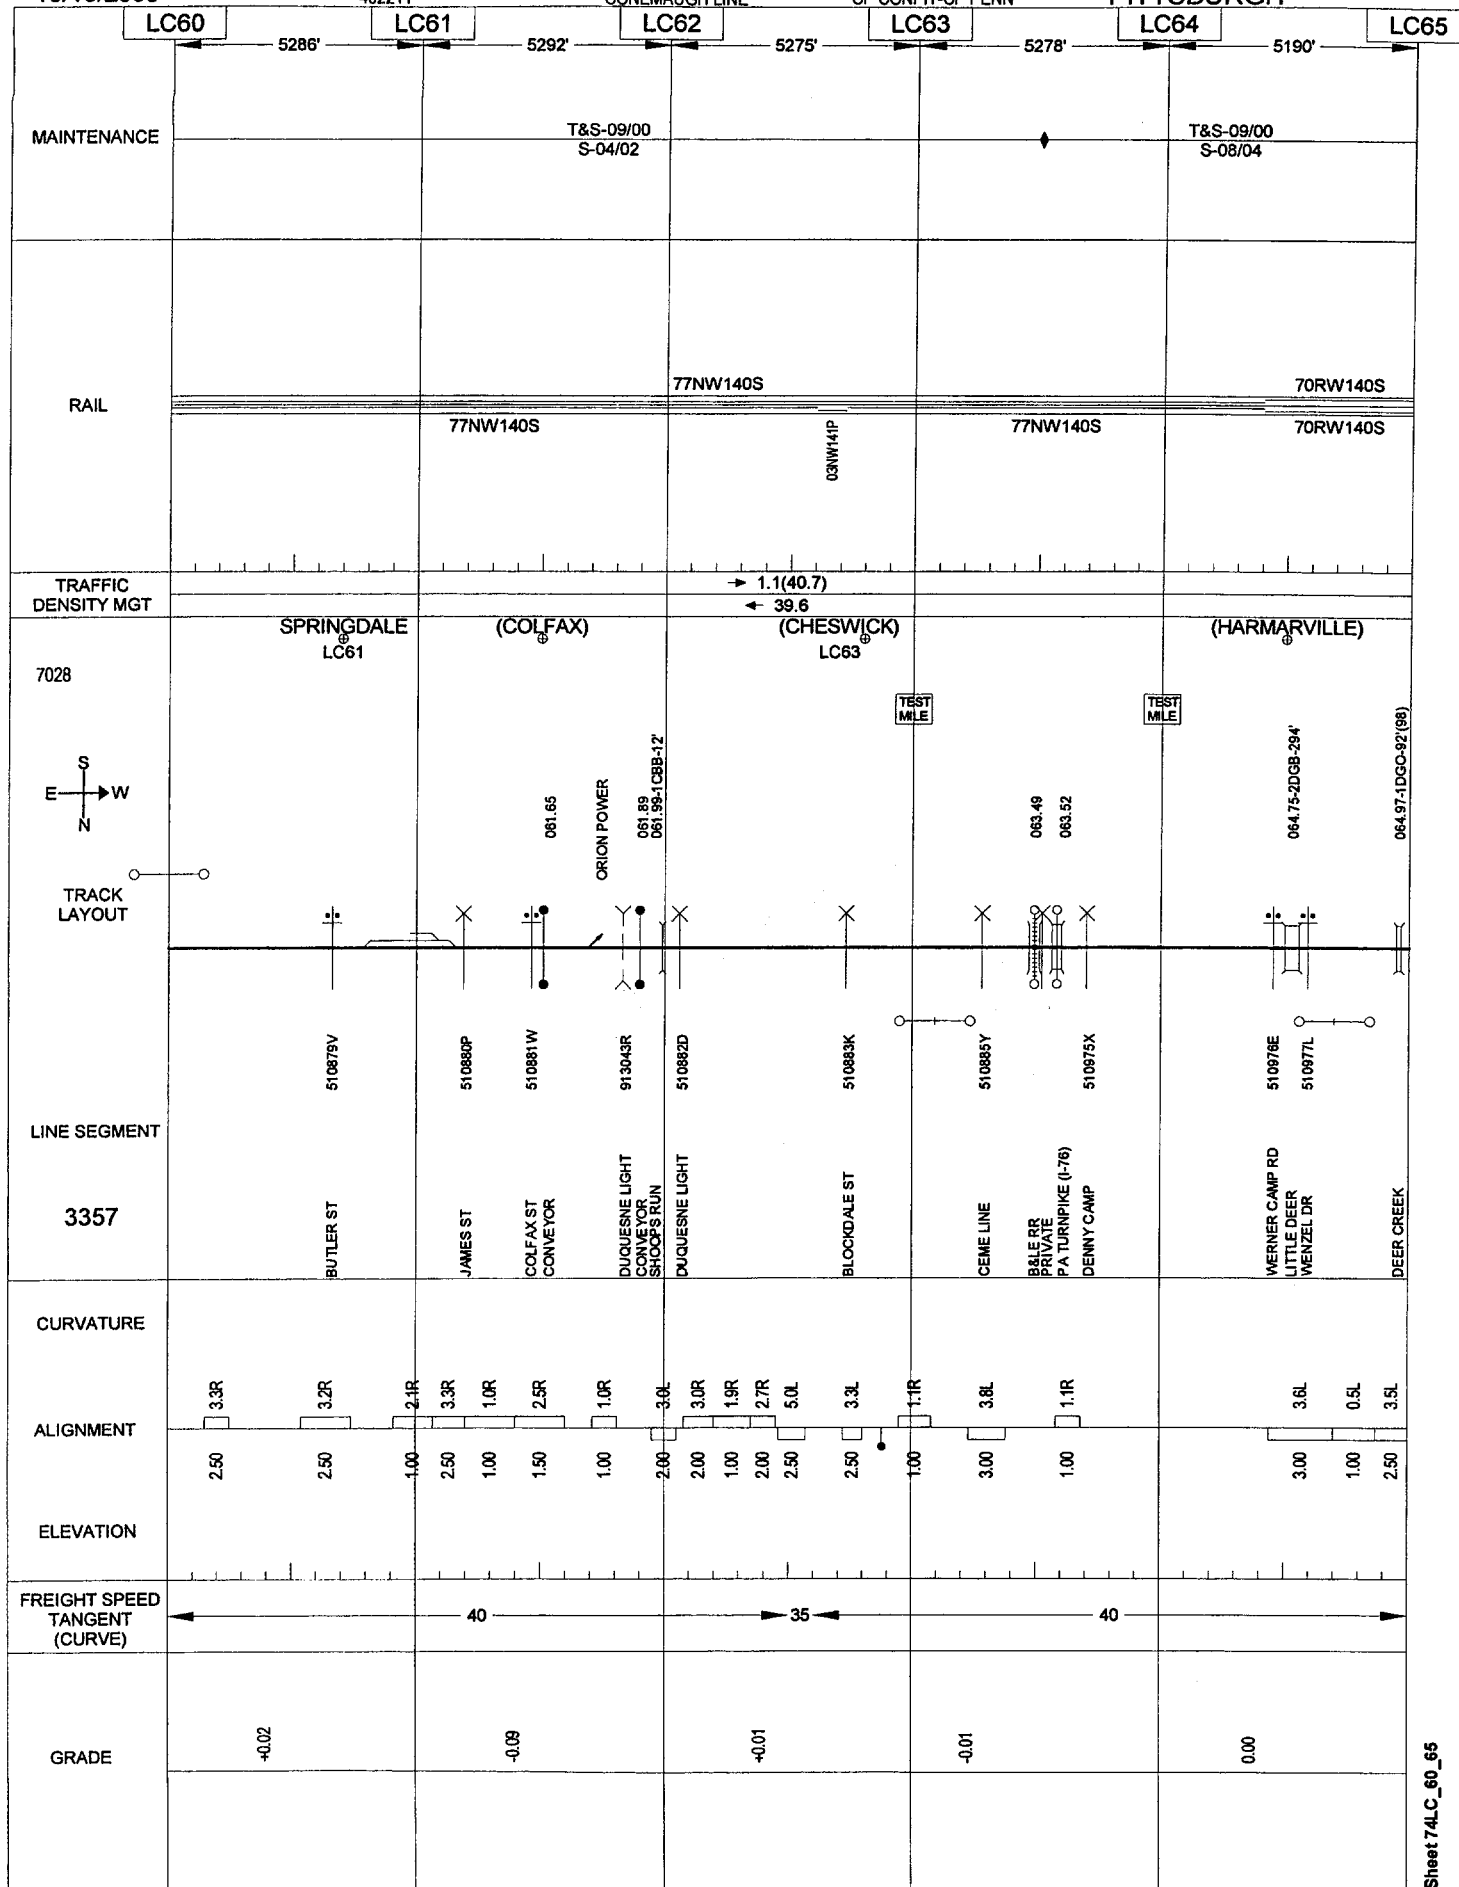 CONEMAUGH LINE
PITTSBURGH
LC60 LC61 LC62 LC63 LC64 LC65
5286' 5292' 5275' 5278' 5190'
MAINTENANCE
T&S-09/00 T&S-09/00
S-04/02 S-08/04
RAIL
77NW140S 70RW140S
77NW140S 77NW140S 70RW140S
03NW141P
TRAFFIC
DENSITY MGT
1.1(40.7)
39.6
SPRINGDALE (COLFAX) (CHESWICK) (HARMARVILLE)
LC61 LC63
7028
TEST
MILE
TEST
MILE
S
E W
N
061.65
ORION POWER
061.89
061.99-1CBB-12'
063.49
063.52
064.75-2DGB-294'
064.97-1DGO-92'(98)
TRACK
LAYOUT
510879V
510880P
510881W
913043R
510882D
510883K
510885Y
510975X
510976E
510977L
LINE SEGMENT
3357
BUTLER ST
JAMES ST
COLFAX ST
CONVEYOR
DUQUESNE LIGHT
CONVEYOR
SHOOPS RUN
DUQUESNE LIGHT
BLOCKDALE ST
CEME LINE
B&LE RR
PRIVATE
PA TURNPIKE (I-76)
DENNY CAMP
WERNER CAMP RD
LITTLE DEER
WENZEL DR
DEER CREEK
CURVATURE
3.3R 3.2R 2.1R 3.3R 1.0R 2.5R 1.0R 3.0L 3.0R 1.9R 2.7R 5.0L 3.3L 1.1R 3.8L 1.1R 3.6L 0.5L 3.5L
ALIGNMENT
2.50 2.50 1.00 2.50 1.00 1.50 1.00 2.00 2.00 1.00 2.00 2.50 2.50 1.00 3.00 1.00 3.00 1.00 2.50
ELEVATION
FREIGHT SPEED
TANGENT
(CURVE)
40 35 40
GRADE
+0.02 -0.09 +0.01 -0.01 0.00
Sheet 74LC_60_65